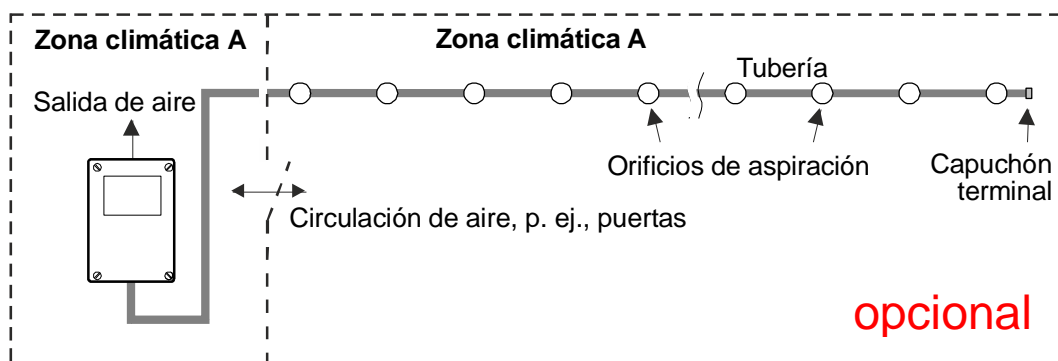 Zona climática A
Zona climática A
Salida de aire
Tubería
Orificios de aspiración
Capuchón
terminal
Circulación de aire, p. ej., puertas
opcional